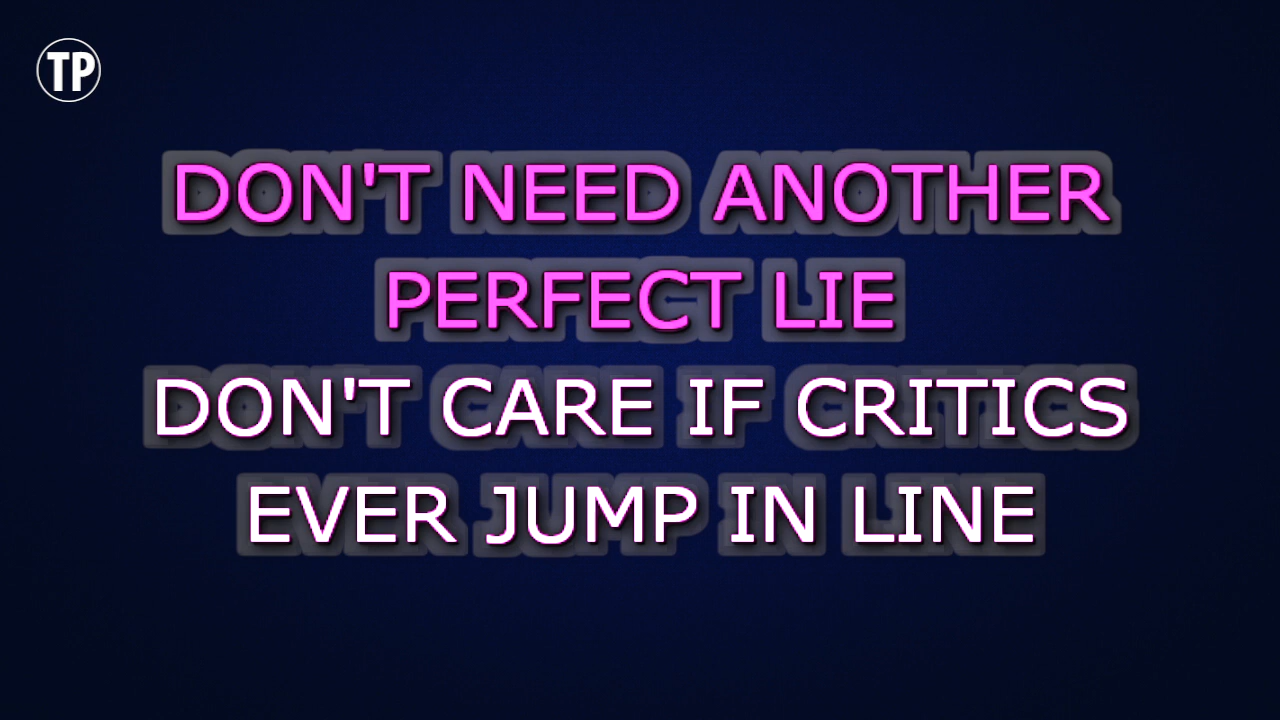 TP
DON'T NEED ANOTHER
PERFECT LIE
DON'T CARE IF CRITICS
EVER JUMP IN LINE